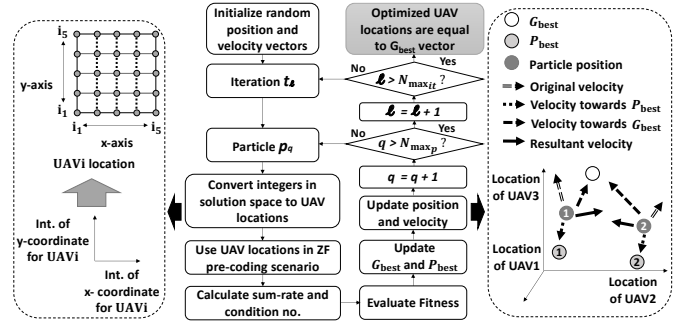 i₅
y-axis
i₁
i₁ i₅
x-axis
UAVi location
Int. of
y-coordinate
for UAVi
Int. of
x- coordinate
for UAVi
Initialize random
position and
velocity vectors
Iteration tℓ
Particle p_q
Convert integers in
solution space to UAV
locations
Use UAV locations in ZF
pre-coding scenario
Calculate sum-rate and
condition no.
Optimized UAV
locations are equal
to G_best vector
No Yes
ℓ > N_max_it ?
ℓ = ℓ + 1
No Yes
q > N_max_p ?
q = q + 1
Update position
and velocity
Update
G_best and P_best
Evaluate Fitness
G_best
P_best
Particle position
Original velocity
Velocity towards P_best
Velocity towards G_best
Resultant velocity
Location
of UAV3
1
2
1
2
Location
of UAV1
Location
of UAV2